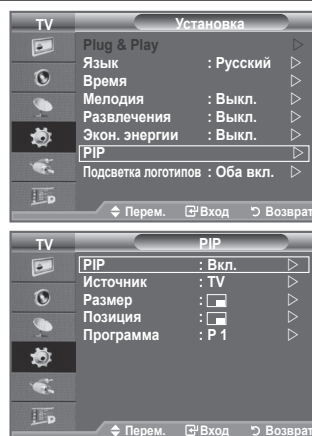 TV Установка
Plug & Play
Язык : Русский
Время
Мелодия : Выкл.
Развлечения : Выкл.
Экон. энергии : Выкл.
PIP
Подсветка логотипов : Оба вкл.
Перем. Вход Возврат
TV PIP
PIP : Вкл.
Источник : TV
Размер :
Позиция :
Программа : P 1
Перем. Вход Возврат